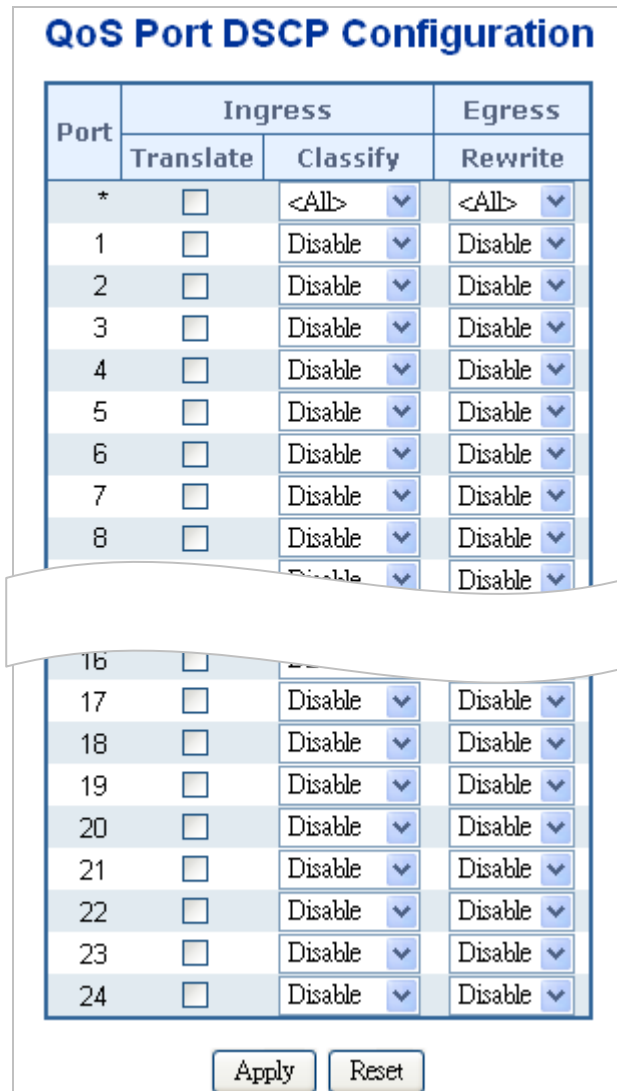 QoS Port DSCP Configuration
Port Ingress Egress
Translate Classify Rewrite
* <All> <All>
1 Disable Disable
2 Disable Disable
3 Disable Disable
4 Disable Disable
5 Disable Disable
6 Disable Disable
7 Disable Disable
8 Disable Disable
Disable Disable
16
17 Disable Disable
18 Disable Disable
19 Disable Disable
20 Disable Disable
21 Disable Disable
22 Disable Disable
23 Disable Disable
24 Disable Disable
Apply Reset